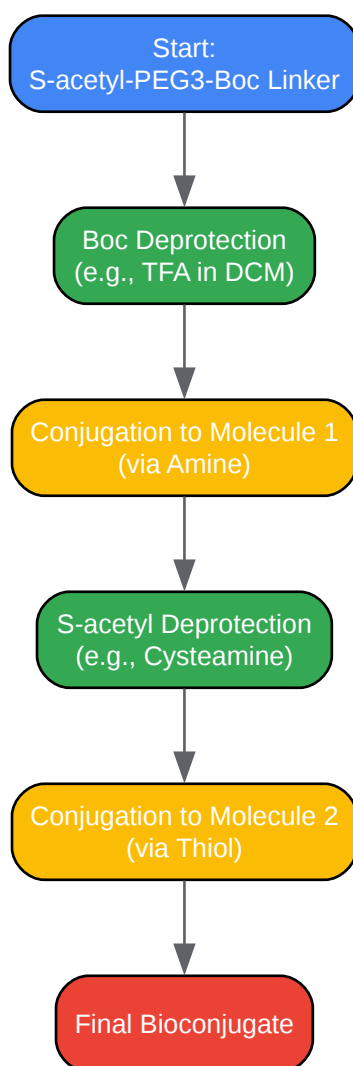 Start:
S-acetyl-PEG3-Boc Linker
Boc Deprotection
(e.g., TFA in DCM)
Conjugation to Molecule 1
(via Amine)
S-acetyl Deprotection
(e.g., Cysteamine)
Conjugation to Molecule 2
(via Thiol)
Final Bioconjugate